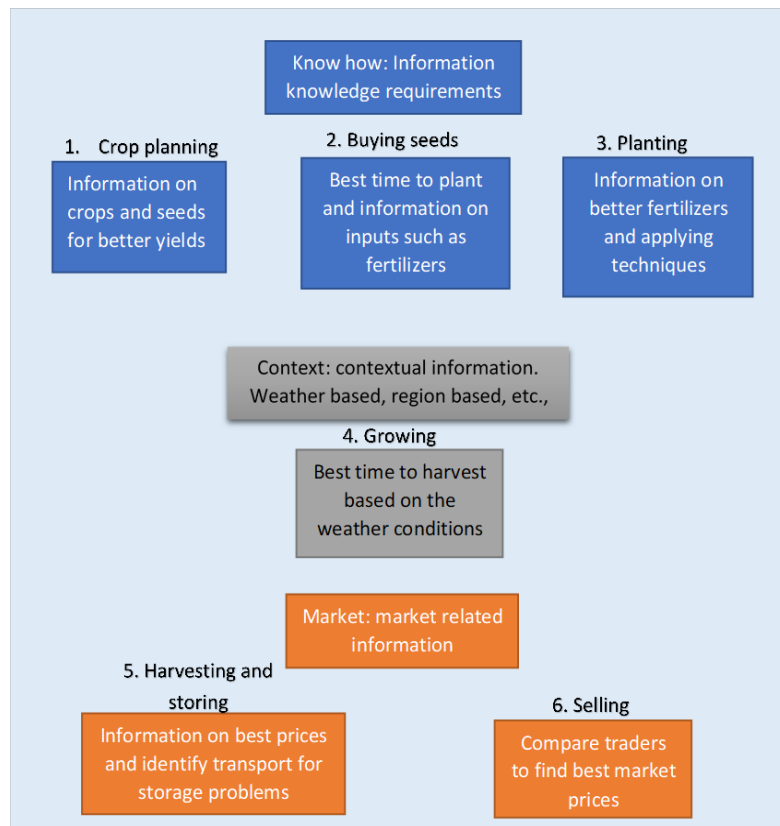 Know how: Information
knowledge requirements
1. Crop planning
Information on
crops and seeds
for better yields
2. Buying seeds
Best time to plant
and information on
inputs such as
fertilizers
3. Planting
Information on
better fertilizers
and applying
techniques
Context: contextual information.
Weather based, region based, etc.,
4. Growing
Best time to harvest
based on the
weather conditions
Market: market related
information
5. Harvesting and
storing
Information on best prices
and identify transport for
storage problems
6. Selling
Compare traders
to find best market
prices